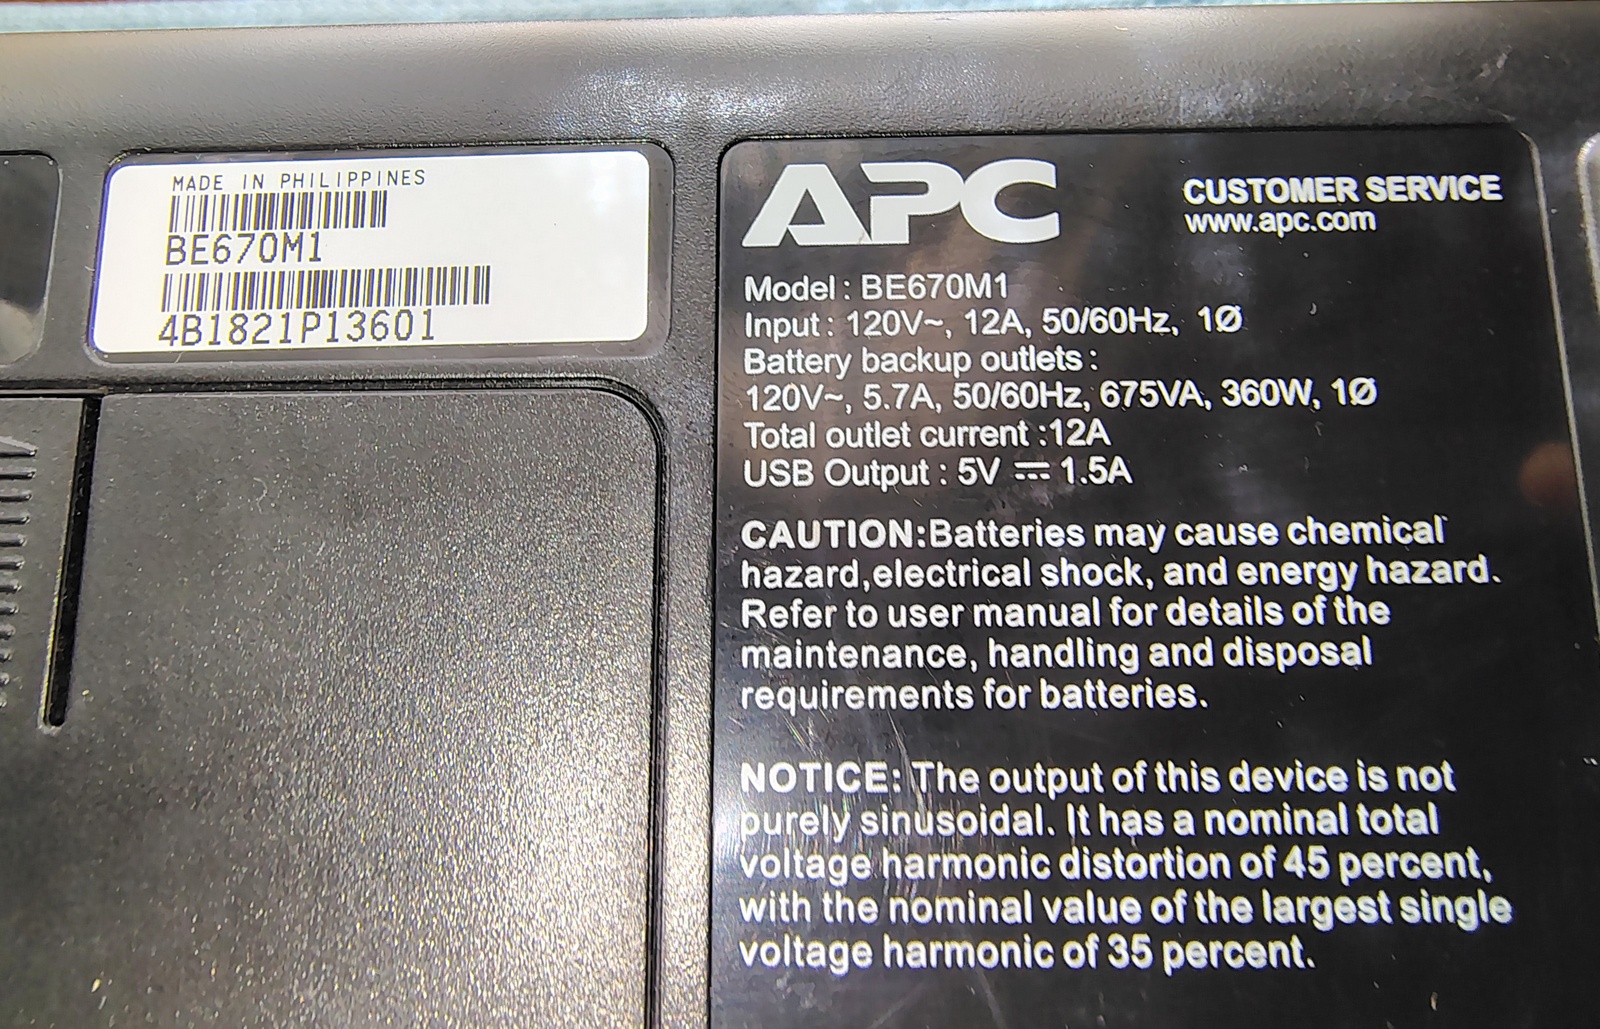 MADE IN PHILIPPINES
BE670M1
4B1821P13601
APC
CUSTOMER SERVICE
www.apc.com
Model : BE670M1
Input : 120V~, 12A, 50/60Hz, 1Ø
Battery backup outlets :
120V~, 5.7A, 50/60Hz, 675VA, 360W, 1Ø
Total outlet current :12A
USB Output : 5V ⎓ 1.5A
CAUTION:Batteries may cause chemical
hazard,electrical shock, and energy hazard.
Refer to user manual for details of the
maintenance, handling and disposal
requirements for batteries.
NOTICE: The output of this device is not
purely sinusoidal. It has a nominal total
voltage harmonic distortion of 45 percent,
with the nominal value of the largest single
voltage harmonic of 35 percent.